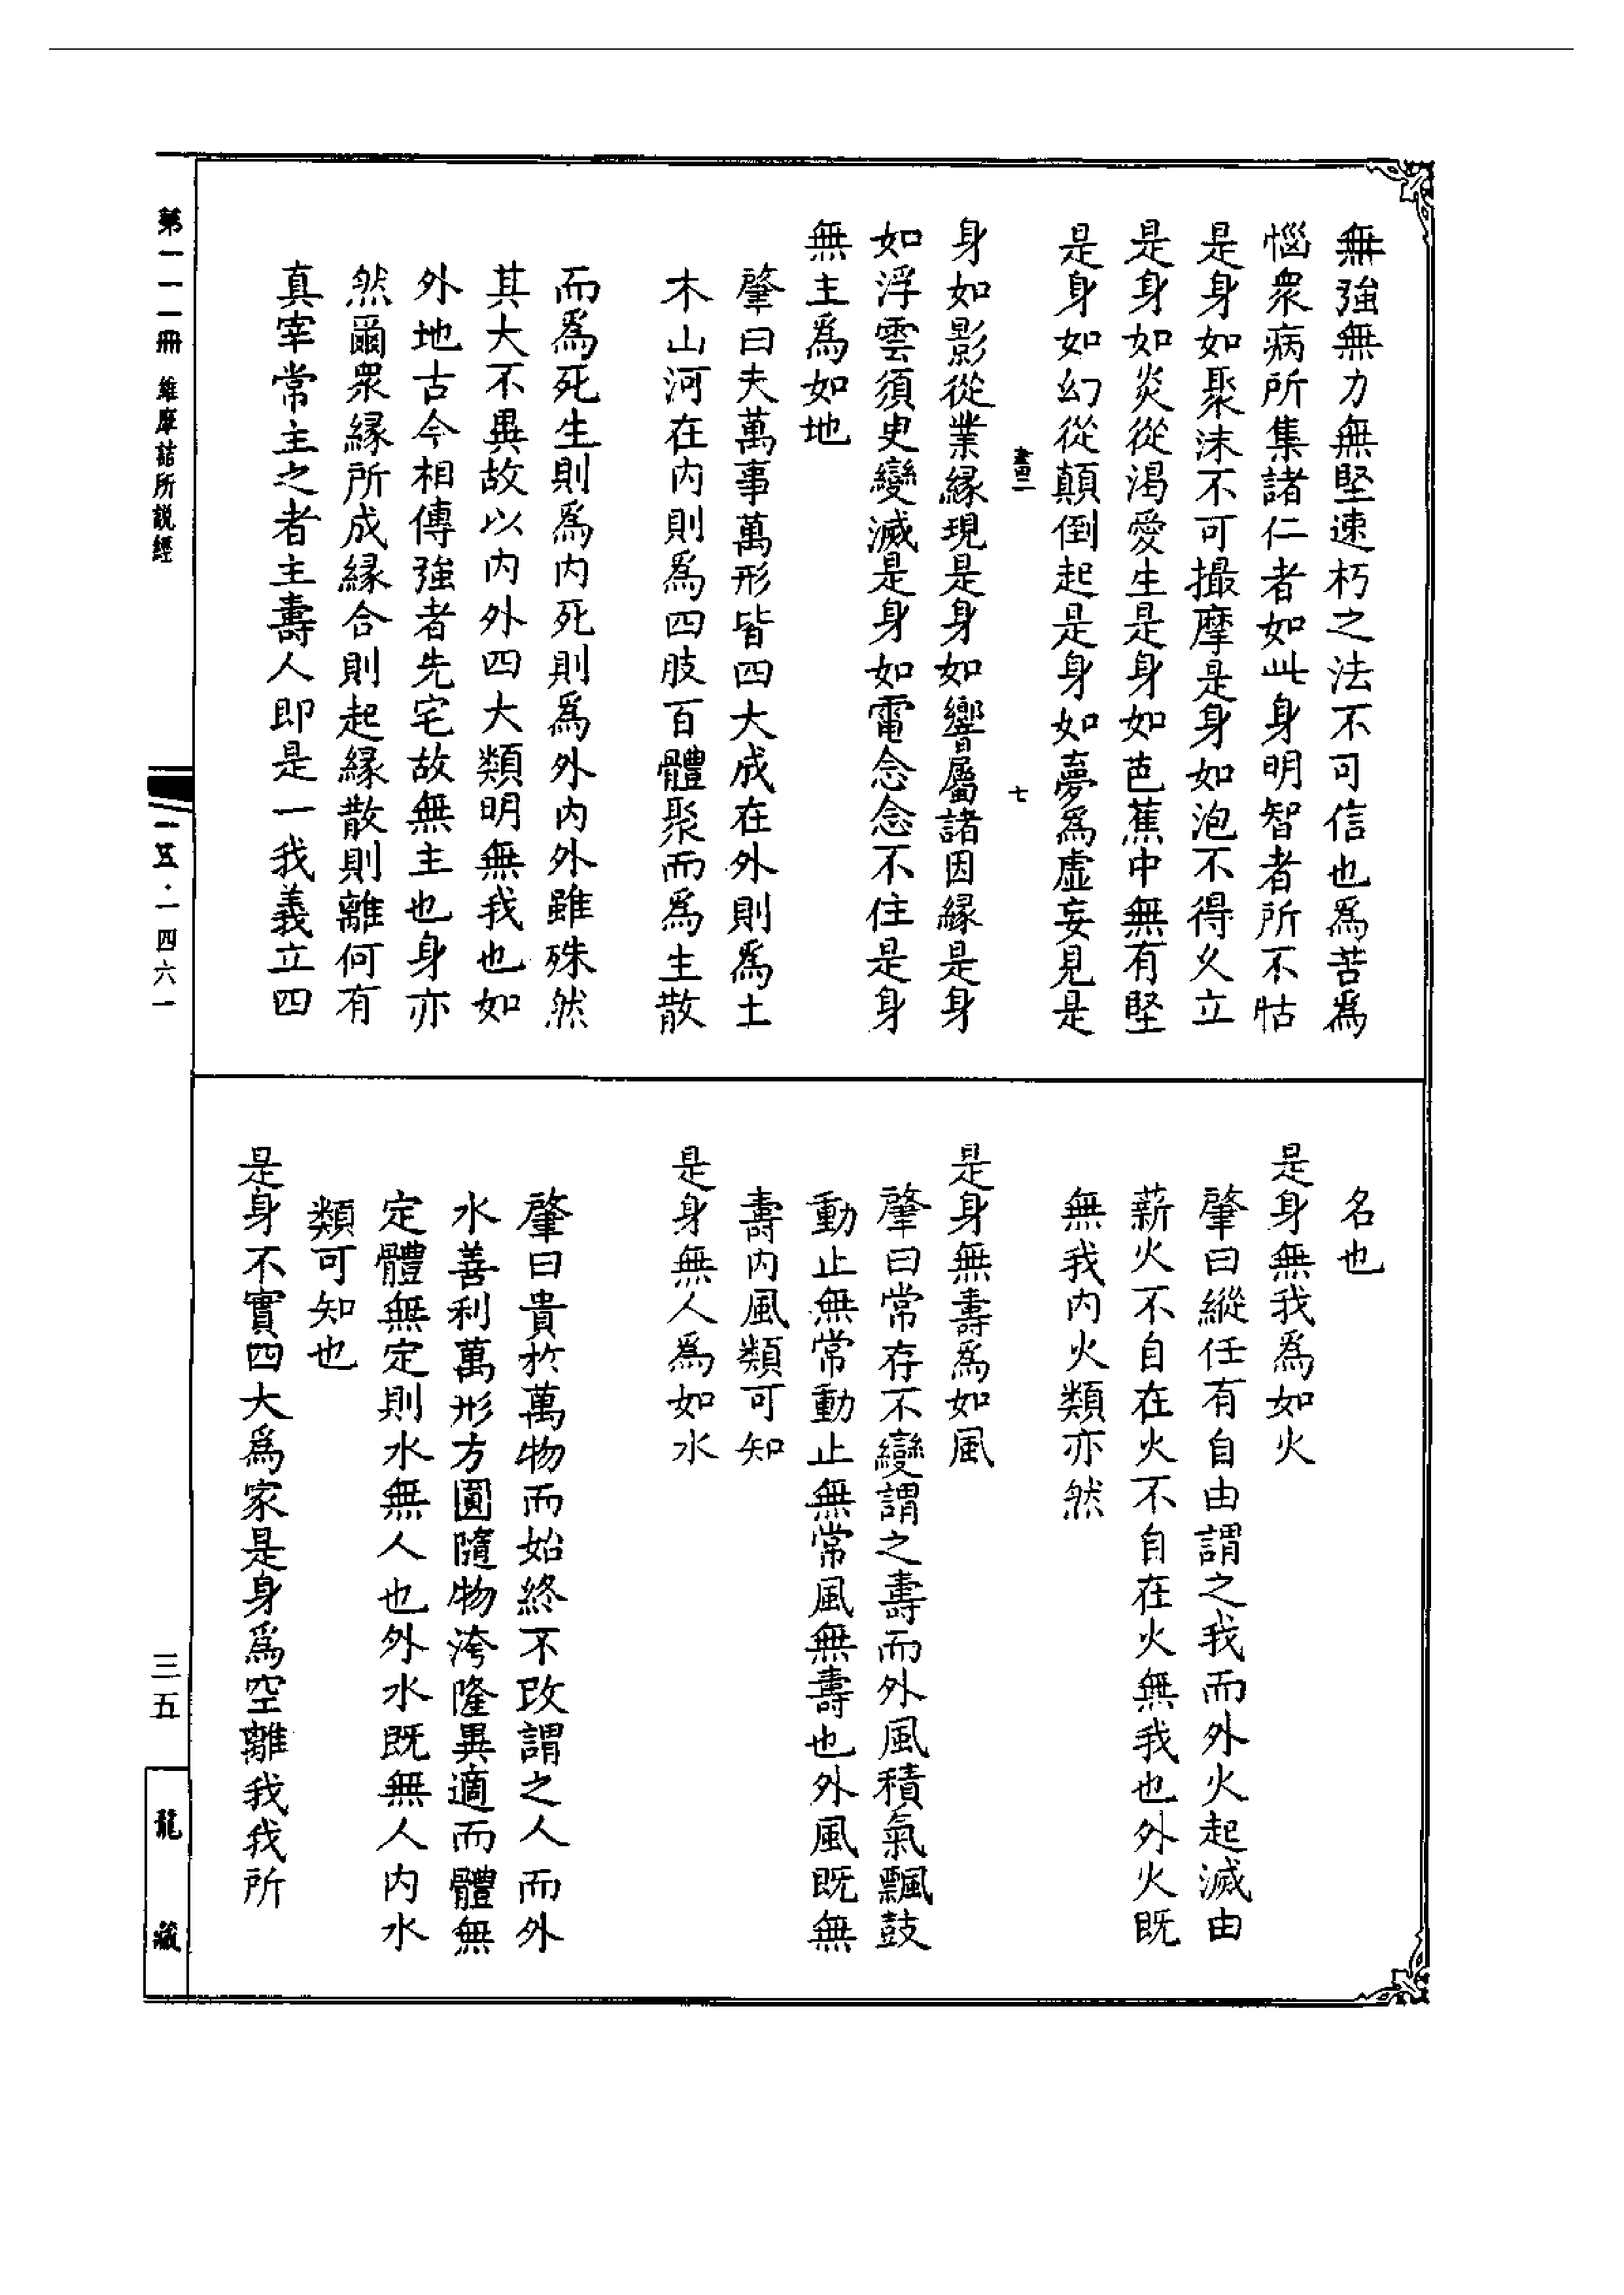 無強無力無堅速朽之法不可信也爲苦爲
惱衆病所集諸仁者如此身明智者所不怙
是身如聚沫不可撮摩是身如泡不得久立
是身如炎從渴愛生是身如芭蕉中無有堅
是身如幻從顛倒起是身如夢爲虛妄見是
七
身如影從業緣現是身如響屬諸因緣是身
如浮雲須臾變滅是身如電念念不住是身
無主爲如地
肇曰夫萬事萬形皆四大成在外則爲土
木山河在內則爲四肢百體聚而爲生散
而爲死生則爲內死則爲外內外雖殊然
其大不異故以內外四大類明無我也如
外地古今相傳強者先宅故無主也身亦
然爾衆緣所成緣合則起緣散則離何有
真宰常主之者主壽人即是一我義立四
名也
是身無我爲如火
肇曰縱任有自由謂之我而外火起滅由
薪火不自在火不自在火無我也外火既
無我內火類亦然
是身無壽爲如風
肇曰常存不變謂之壽而外風積氣飄鼓
動止無常動止無常風無壽也外風既無
壽內風類可知
是身無人爲如水
肇曰貴於萬物而始終不改謂之人而外
水善利萬形方圓隨物洿隆異適而體無
定體無定則水無人也外水既無人內水
類可知也
是身不實四大爲家是身爲空離我我所
第一一一冊 維摩詰所說經
一五·一四六一
三五
龍藏